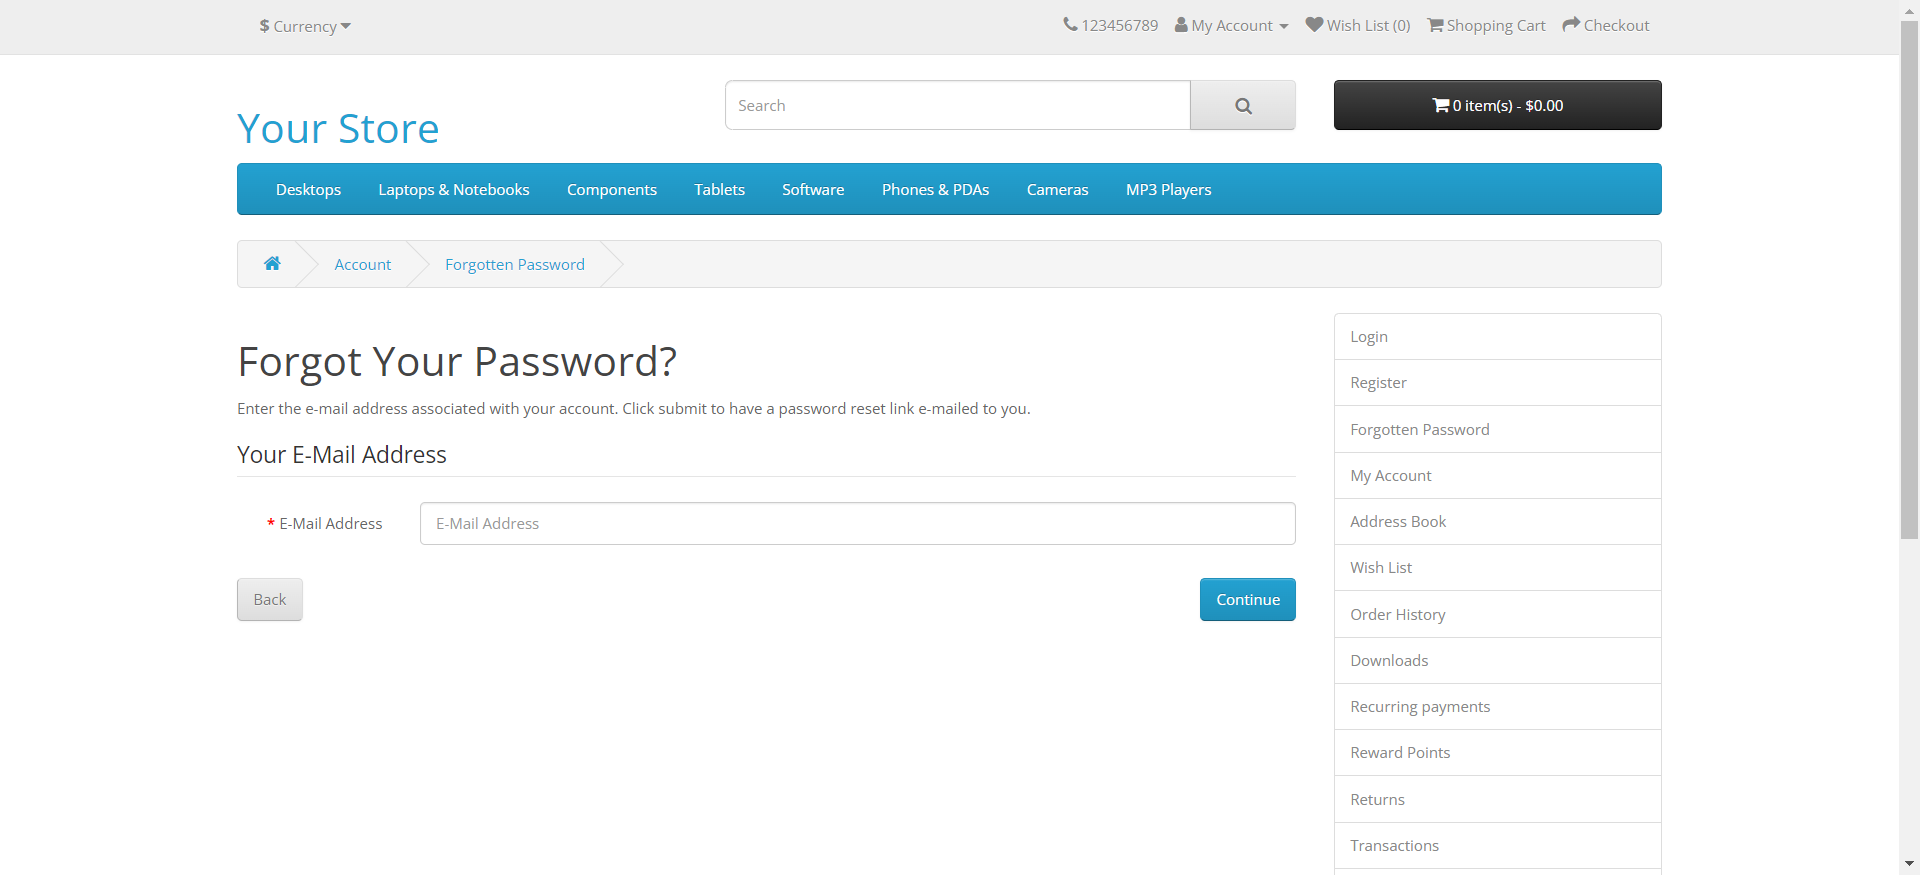 $ Currency
123456789 My Account Wish List (0) Shopping Cart Checkout
Your Store
Search
0 item(s) - $0.00
Desktops Laptops & Notebooks Components Tablets Software Phones & PDAs Cameras MP3 Players
Account Forgotten Password
Forgot Your Password?
Enter the e-mail address associated with your account. Click submit to have a password reset link e-mailed to you.
Your E-Mail Address
* E-Mail Address
E-Mail Address
Back
Continue
Login
Register
Forgotten Password
My Account
Address Book
Wish List
Order History
Downloads
Recurring payments
Reward Points
Returns
Transactions